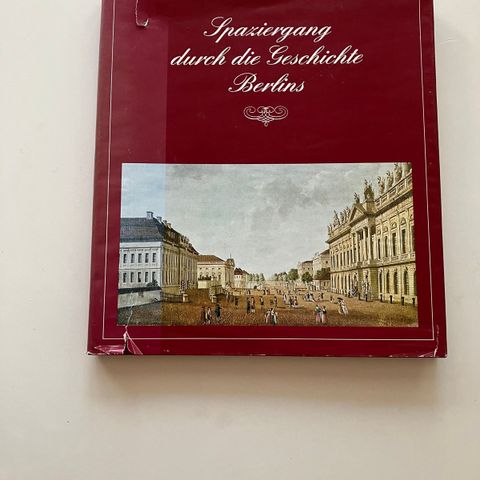 Spaziergang
durch die Geschichte
Berlins